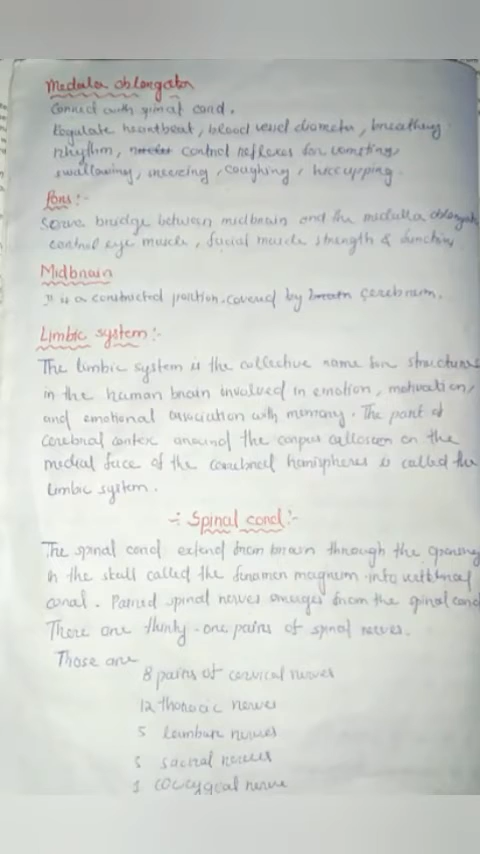 Medulla oblongata
Connect with spinal cord.
Regulate heartbeat, blood vessel diameter, breathing
rhythm, control reflexes for vomiting,
swallowing, sneezing, coughing, hiccupping.
Pons:-
Serve bridge between midbrain and the medulla oblongata
control eye muscle, facial muscle strength &
Midbrain
It is a constricted portion. covered by cerebrum.
Limbic system:-
The limbic system is the collective name for structures
in the human brain involved in emotion, motivation,
and emotional association with memory. The part of
cerebral cortex around the corpus callosum on the
medial face of the cerebral hemispheres is called the
limbic system.
÷ Spinal cord:-
The spinal cord extend from brain through the opening
in the skull called the foramen magnum into vertebral
canal. Paired spinal nerves emerges from the spinal cord
There are thirty-one pairs of spinal nerves.
Those are
8 pairs of cervical nerves
12 thoracic nerves
5 lumbar nerves
5 sacral nerves
1 coccygeal nerve